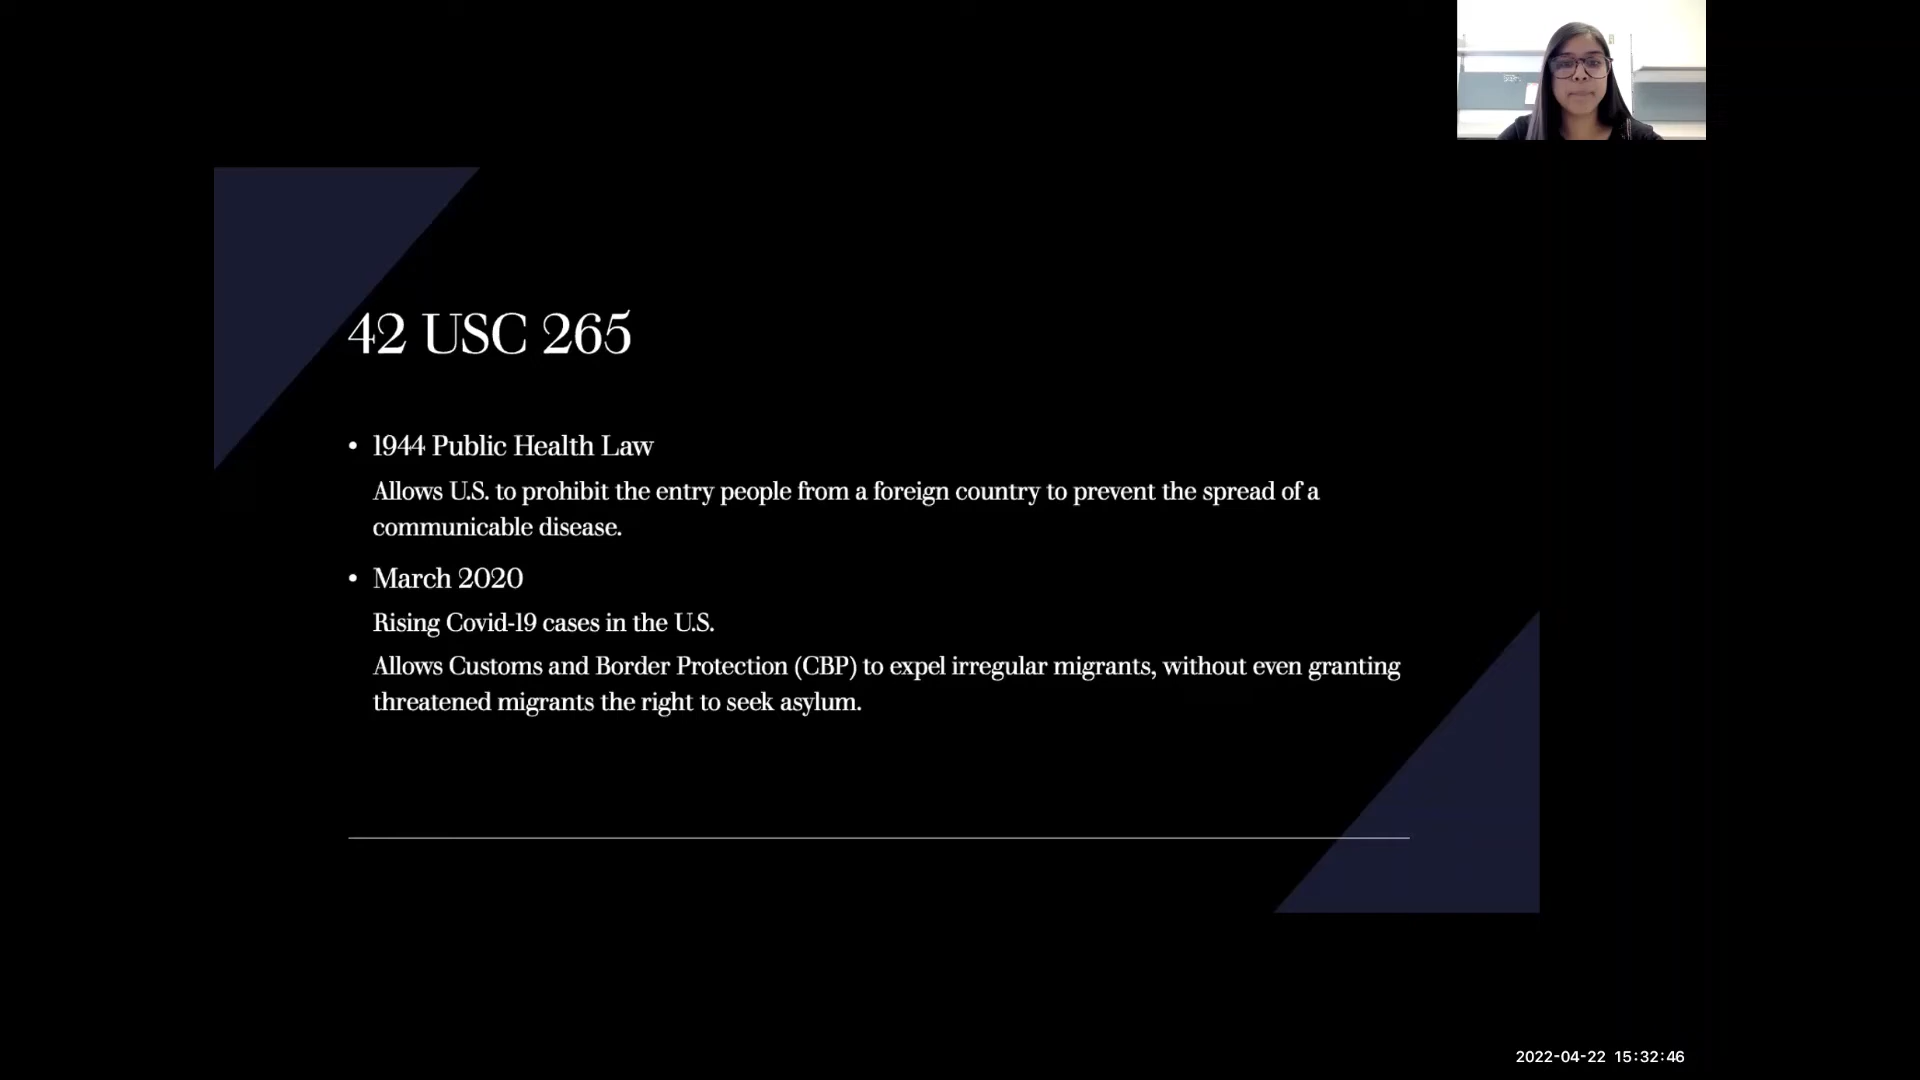 42 USC 265
• 1944 Public Health Law
Allows U.S. to prohibit the entry people from a foreign country to prevent the spread of a
communicable disease.
• March 2020
Rising Covid-19 cases in the U.S.
Allows Customs and Border Protection (CBP) to expel irregular migrants, without even granting
threatened migrants the right to seek asylum.
2022-04-22 15:32:46